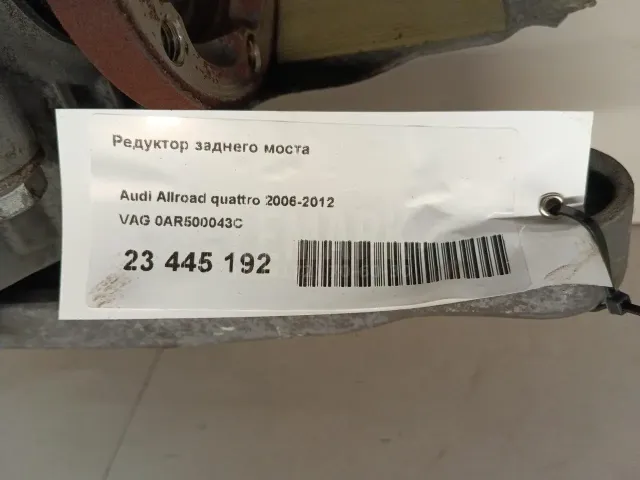 Редуктор заднего моста
Audi Allroad quattro 2006-2012
VAG 0AR500043C
23 445 192